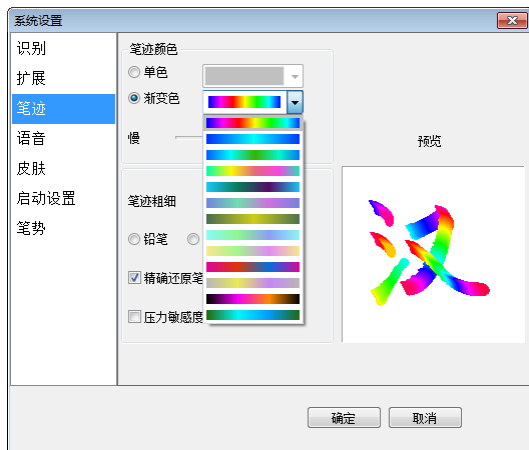 系统设置
识别
扩展
笔迹
语音
皮肤
启动设置
笔势
笔迹颜色
单色
渐变色
慢
笔迹粗细
铅笔
精确还原笔
压力敏感度
预览
汉
确定
取消